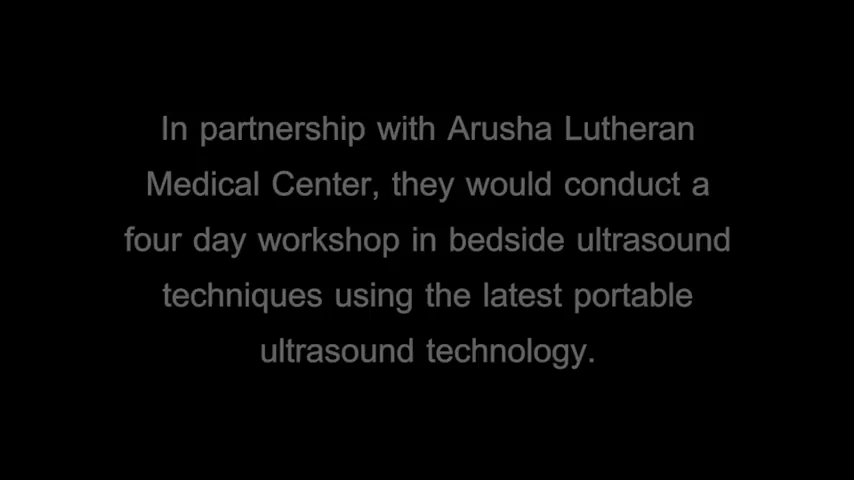 In partnership with Arusha Lutheran
Medical Center, they would conduct a
four day workshop in bedside ultrasound
techniques using the latest portable
ultrasound technology.